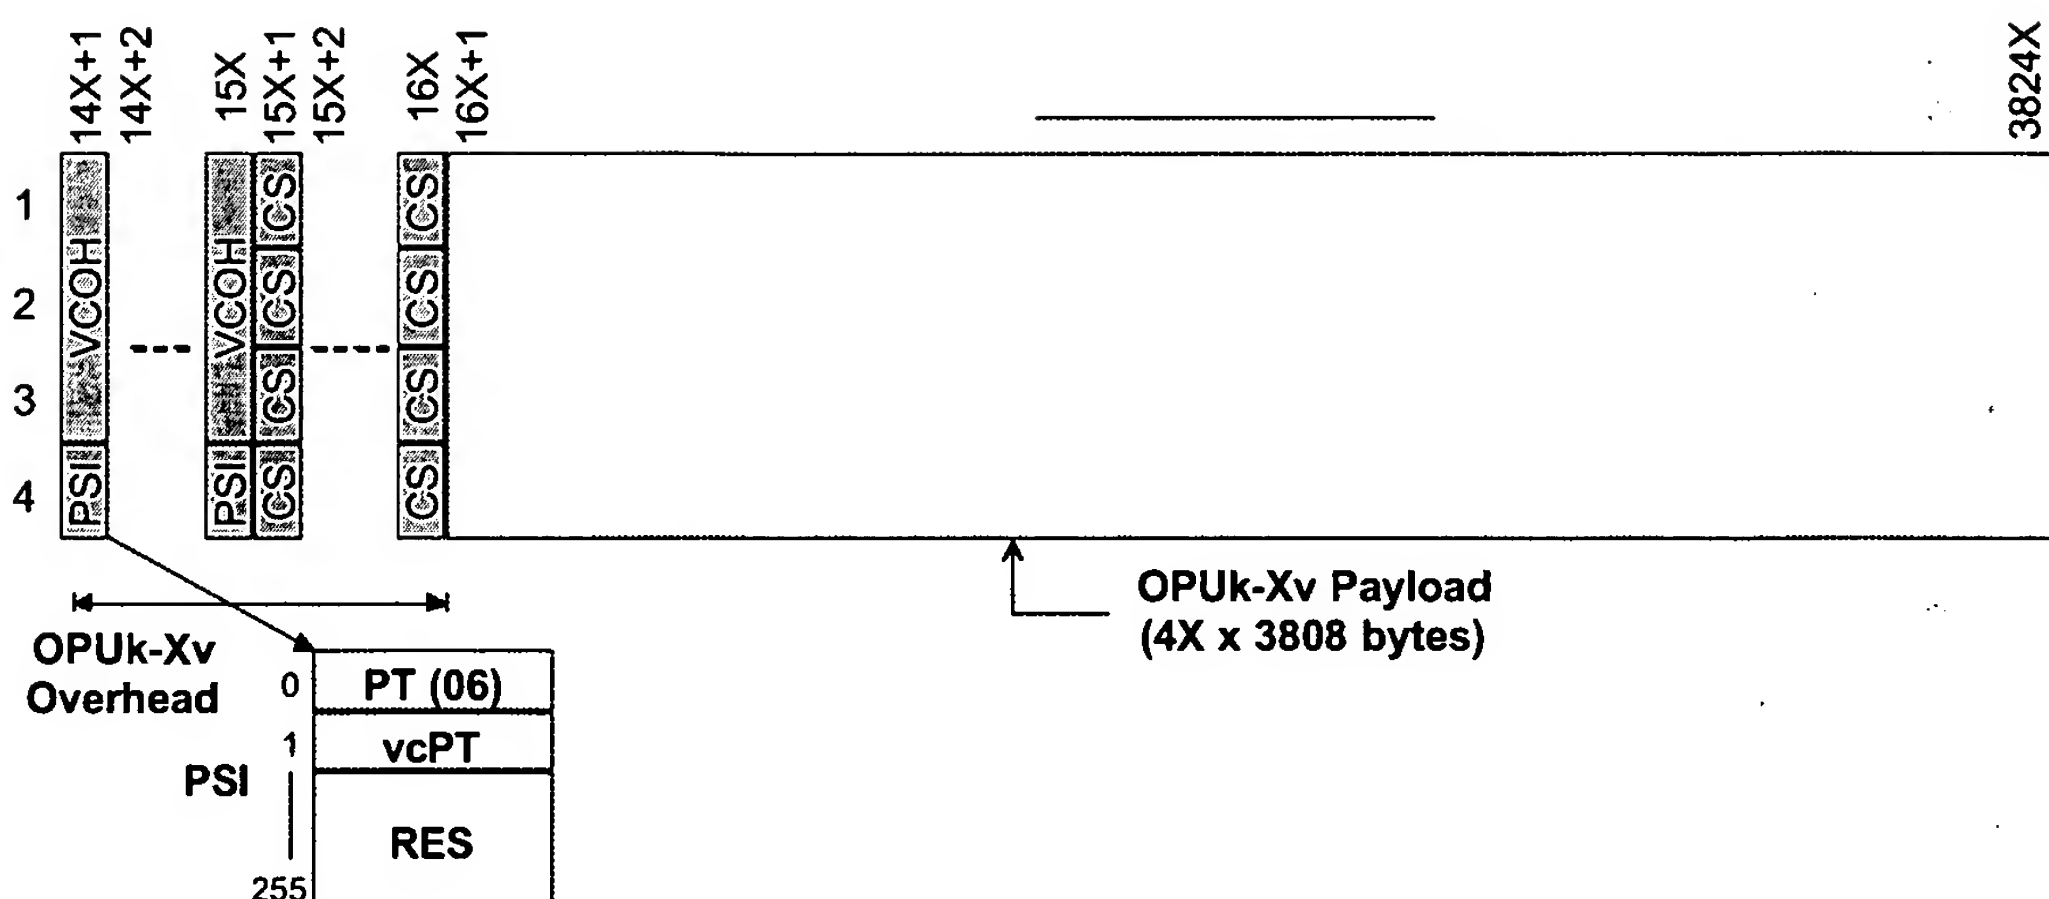 14X+1
14X+2
15X
15X+1
15X+2
16X
16X+1
3824X
1
2
3
4
VCOH
PSI
VCOH
PSI
CS
CS
CS
CS
CS
CS
CS
CS
OPUk-Xv Payload
(4X x 3808 bytes)
OPUk-Xv
Overhead
0
PT (06)
1
vcPT
PSI
RES
255